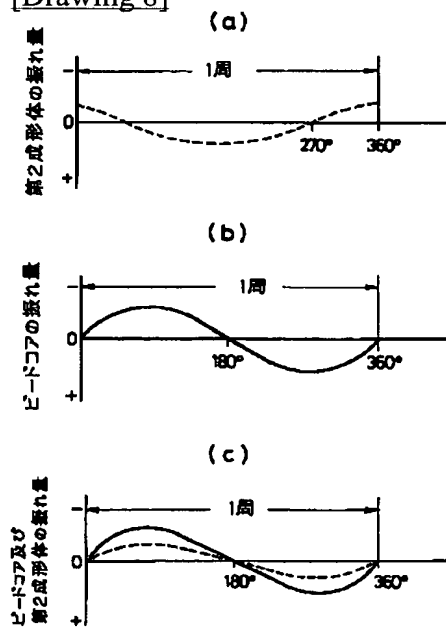 [Drawing 8]
(a)
第2成形体の振れ量
−
0
+
1周
270°
360°
(b)
ビードコアの振れ量
−
0
+
1周
180°
360°
(c)
ビードコア及び
第2成形体の振れ量
−
0
+
1周
180°
360°